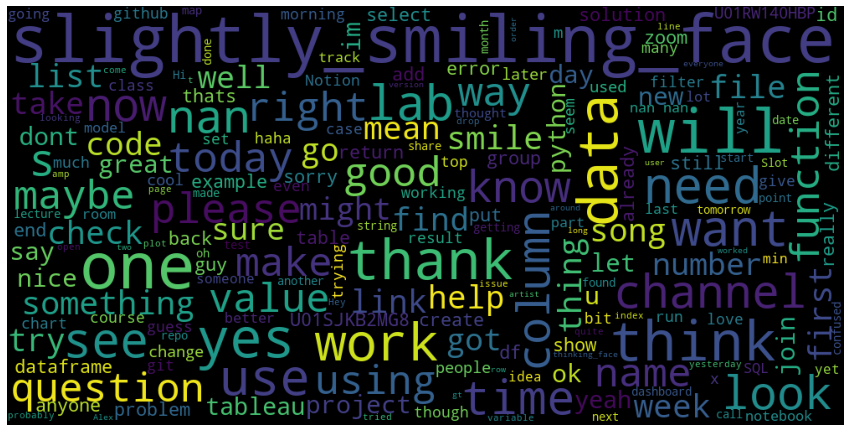 going map github morning select solution U01RW140HBP id
slightly_smiling_face
done im track zoom many m line month order everyone
list come Hi t Notion well add error later day used filter new lot file
take now class thats nan right lab way python seem nan nan year different
looking version model set haha case mean thought drop share smile
dont code go return group already still start date user slot
s great today example sorry top data will function
maybe much amp cool even working good know need give
lecture room made please might find put part last tomorrow point
end check page sure back string table result getting around long song want really
say plot oh guy test trying thing let number min
nice two one open make thank column worked
something another value someone link issue help found channel first
course better Hey artist u bit run love
try see chart guess U01SJKB2MG8 create quite index
change repo yes work got show think join confused
dataframe git use using people df row idea thinking_face ok yesterday SQL yet look
question anyone problem tableau project though time yeah name x dashboard
probably Alex tried gt variable next week call notebook